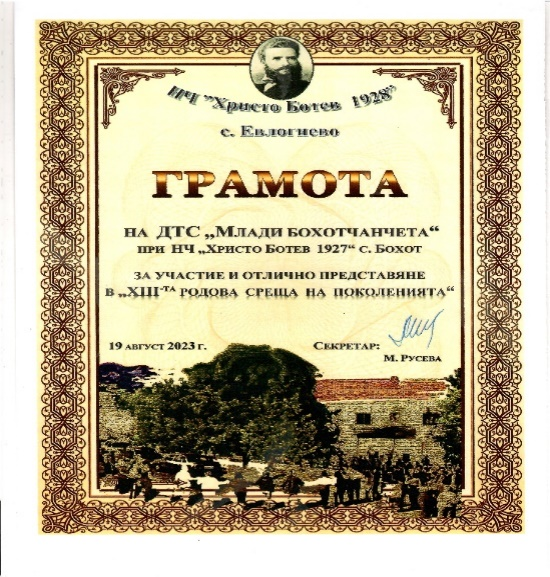 НЧ "Христо Ботев 1928"
с. Евлогиево
ГРАМОТА
НА ДТС „МЛАДИ БОХОТЧАНЧЕТА“
ПРИ НЧ „ХРИСТО БОТЕВ 1927“ С. БОХОТ
ЗА УЧАСТИЕ И ОТЛИЧНО ПРЕДСТАВЯНЕ
В „XIII-ТА РОДОВА СРЕЩА НА ПОКОЛЕНИЯТА“
19 АВГУСТ 2023 Г.
СЕКРЕТАР:
М. РУСЕВА